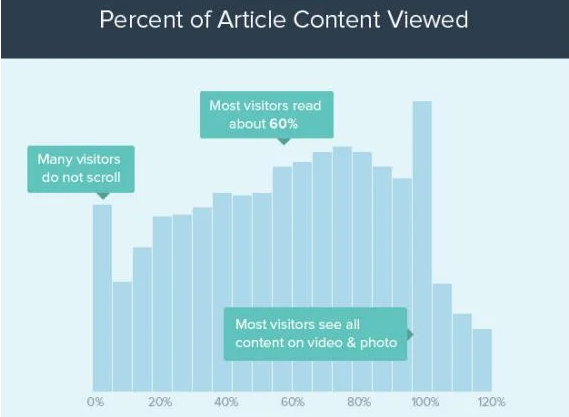 Percent of Article Content Viewed
Most visitors read
about 60%
Many visitors
do not scroll
Most visitors see all
content on video & photo
0%
20%
40%
60%
80%
100%
120%